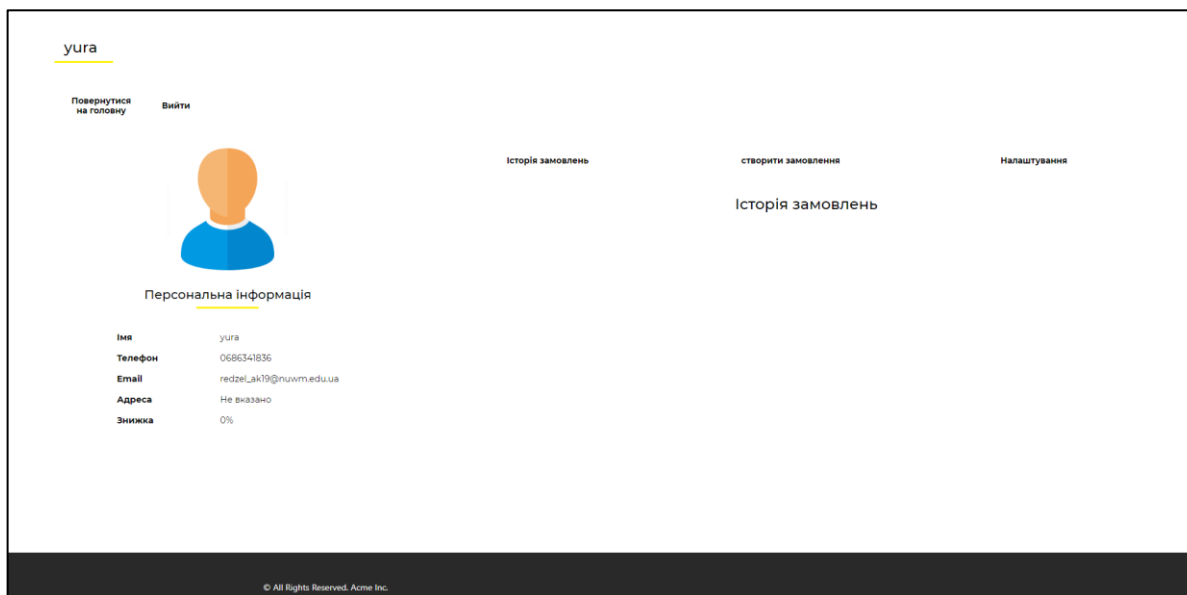 yura
Повернутися
на головну
Вийти
Історія замовлень
створити замовлення
Налаштування
Історія замовлень
Персональна інформація
Імя yura
Телефон 0686341836
Email redzel_ak19@nuwm.edu.ua
Адреса Не вказано
Знижка 0%
© All Rights Reserved. Acme Inc.